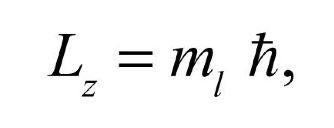 L_z = m_l ħ,